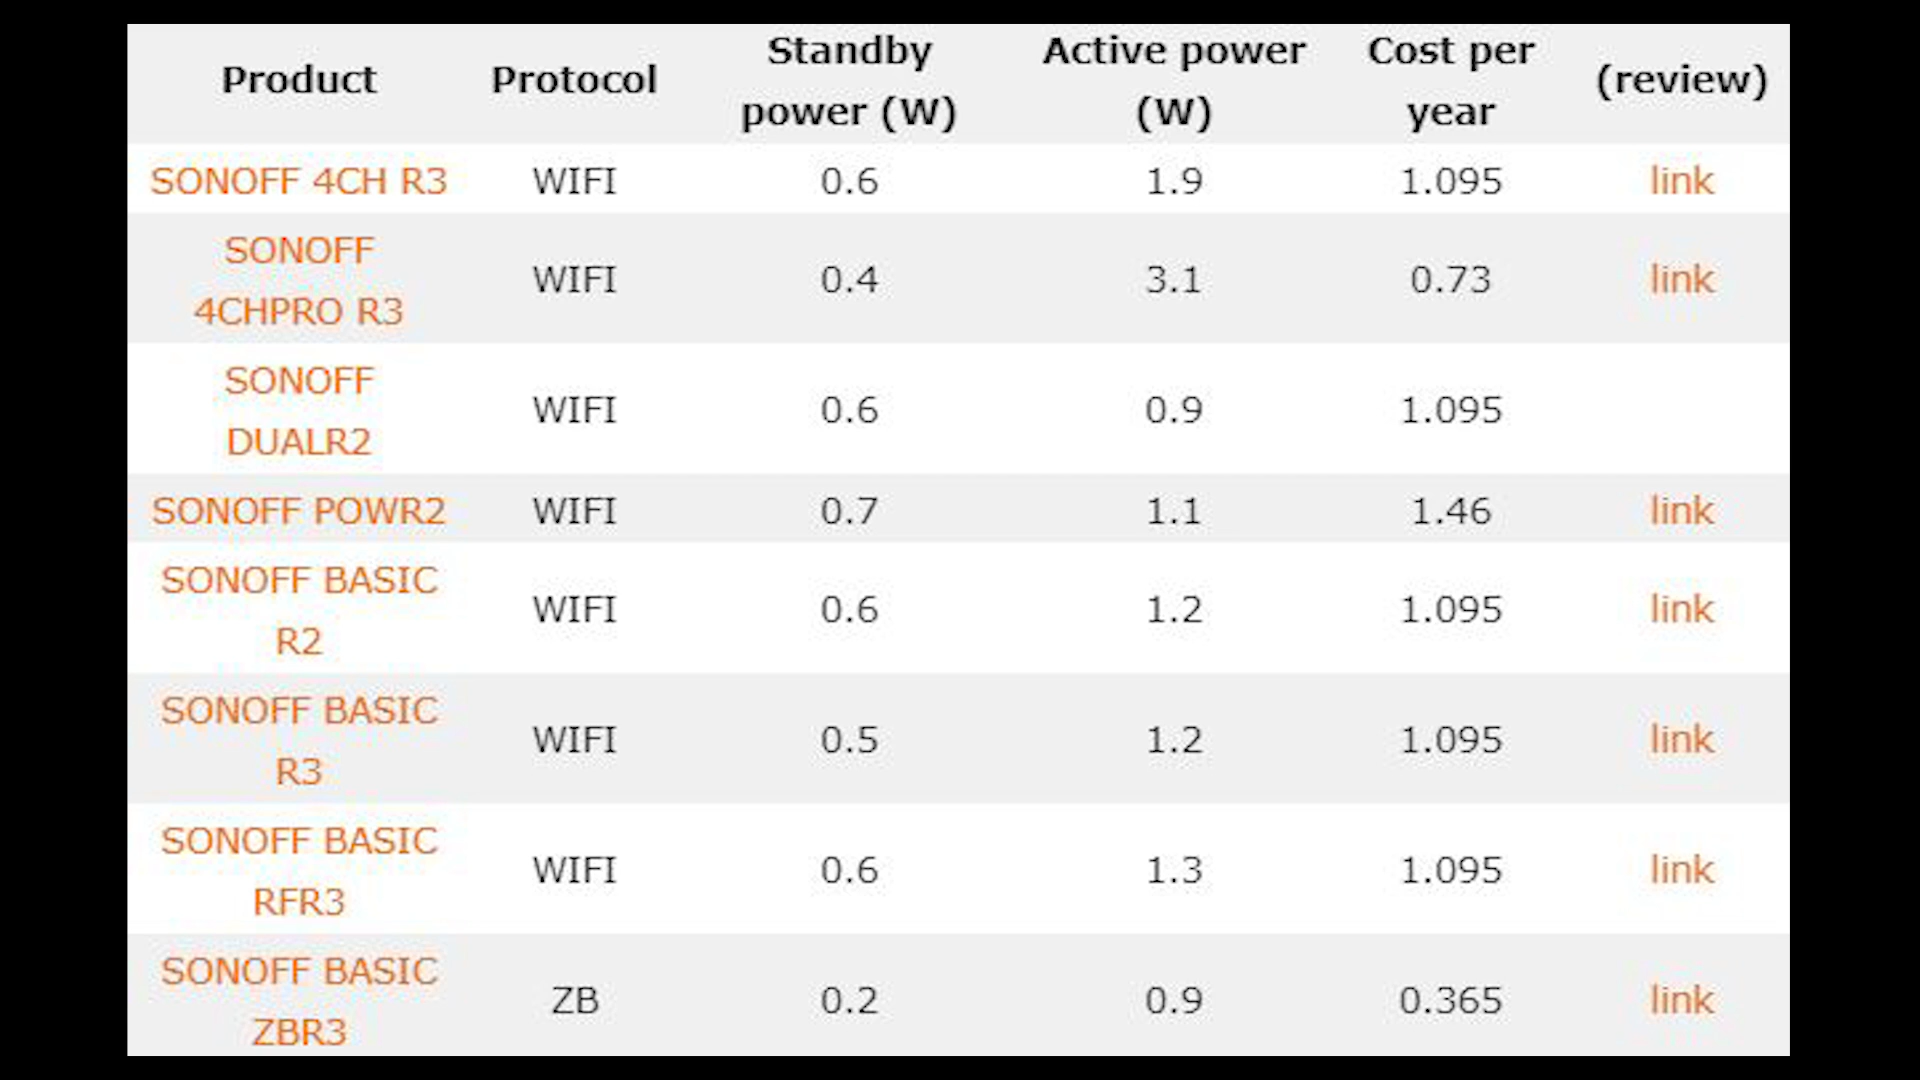 Product Protocol Standby power (W) Active power (W) Cost per year (review)
SONOFF 4CH R3 WIFI 0.6 1.9 1.095 link
SONOFF 4CHPRO R3 WIFI 0.4 3.1 0.73 link
SONOFF DUALR2 WIFI 0.6 0.9 1.095
SONOFF POWR2 WIFI 0.7 1.1 1.46 link
SONOFF BASIC R2 WIFI 0.6 1.2 1.095 link
SONOFF BASIC R3 WIFI 0.5 1.2 1.095 link
SONOFF BASIC RFR3 WIFI 0.6 1.3 1.095 link
SONOFF BASIC ZBR3 ZB 0.2 0.9 0.365 link